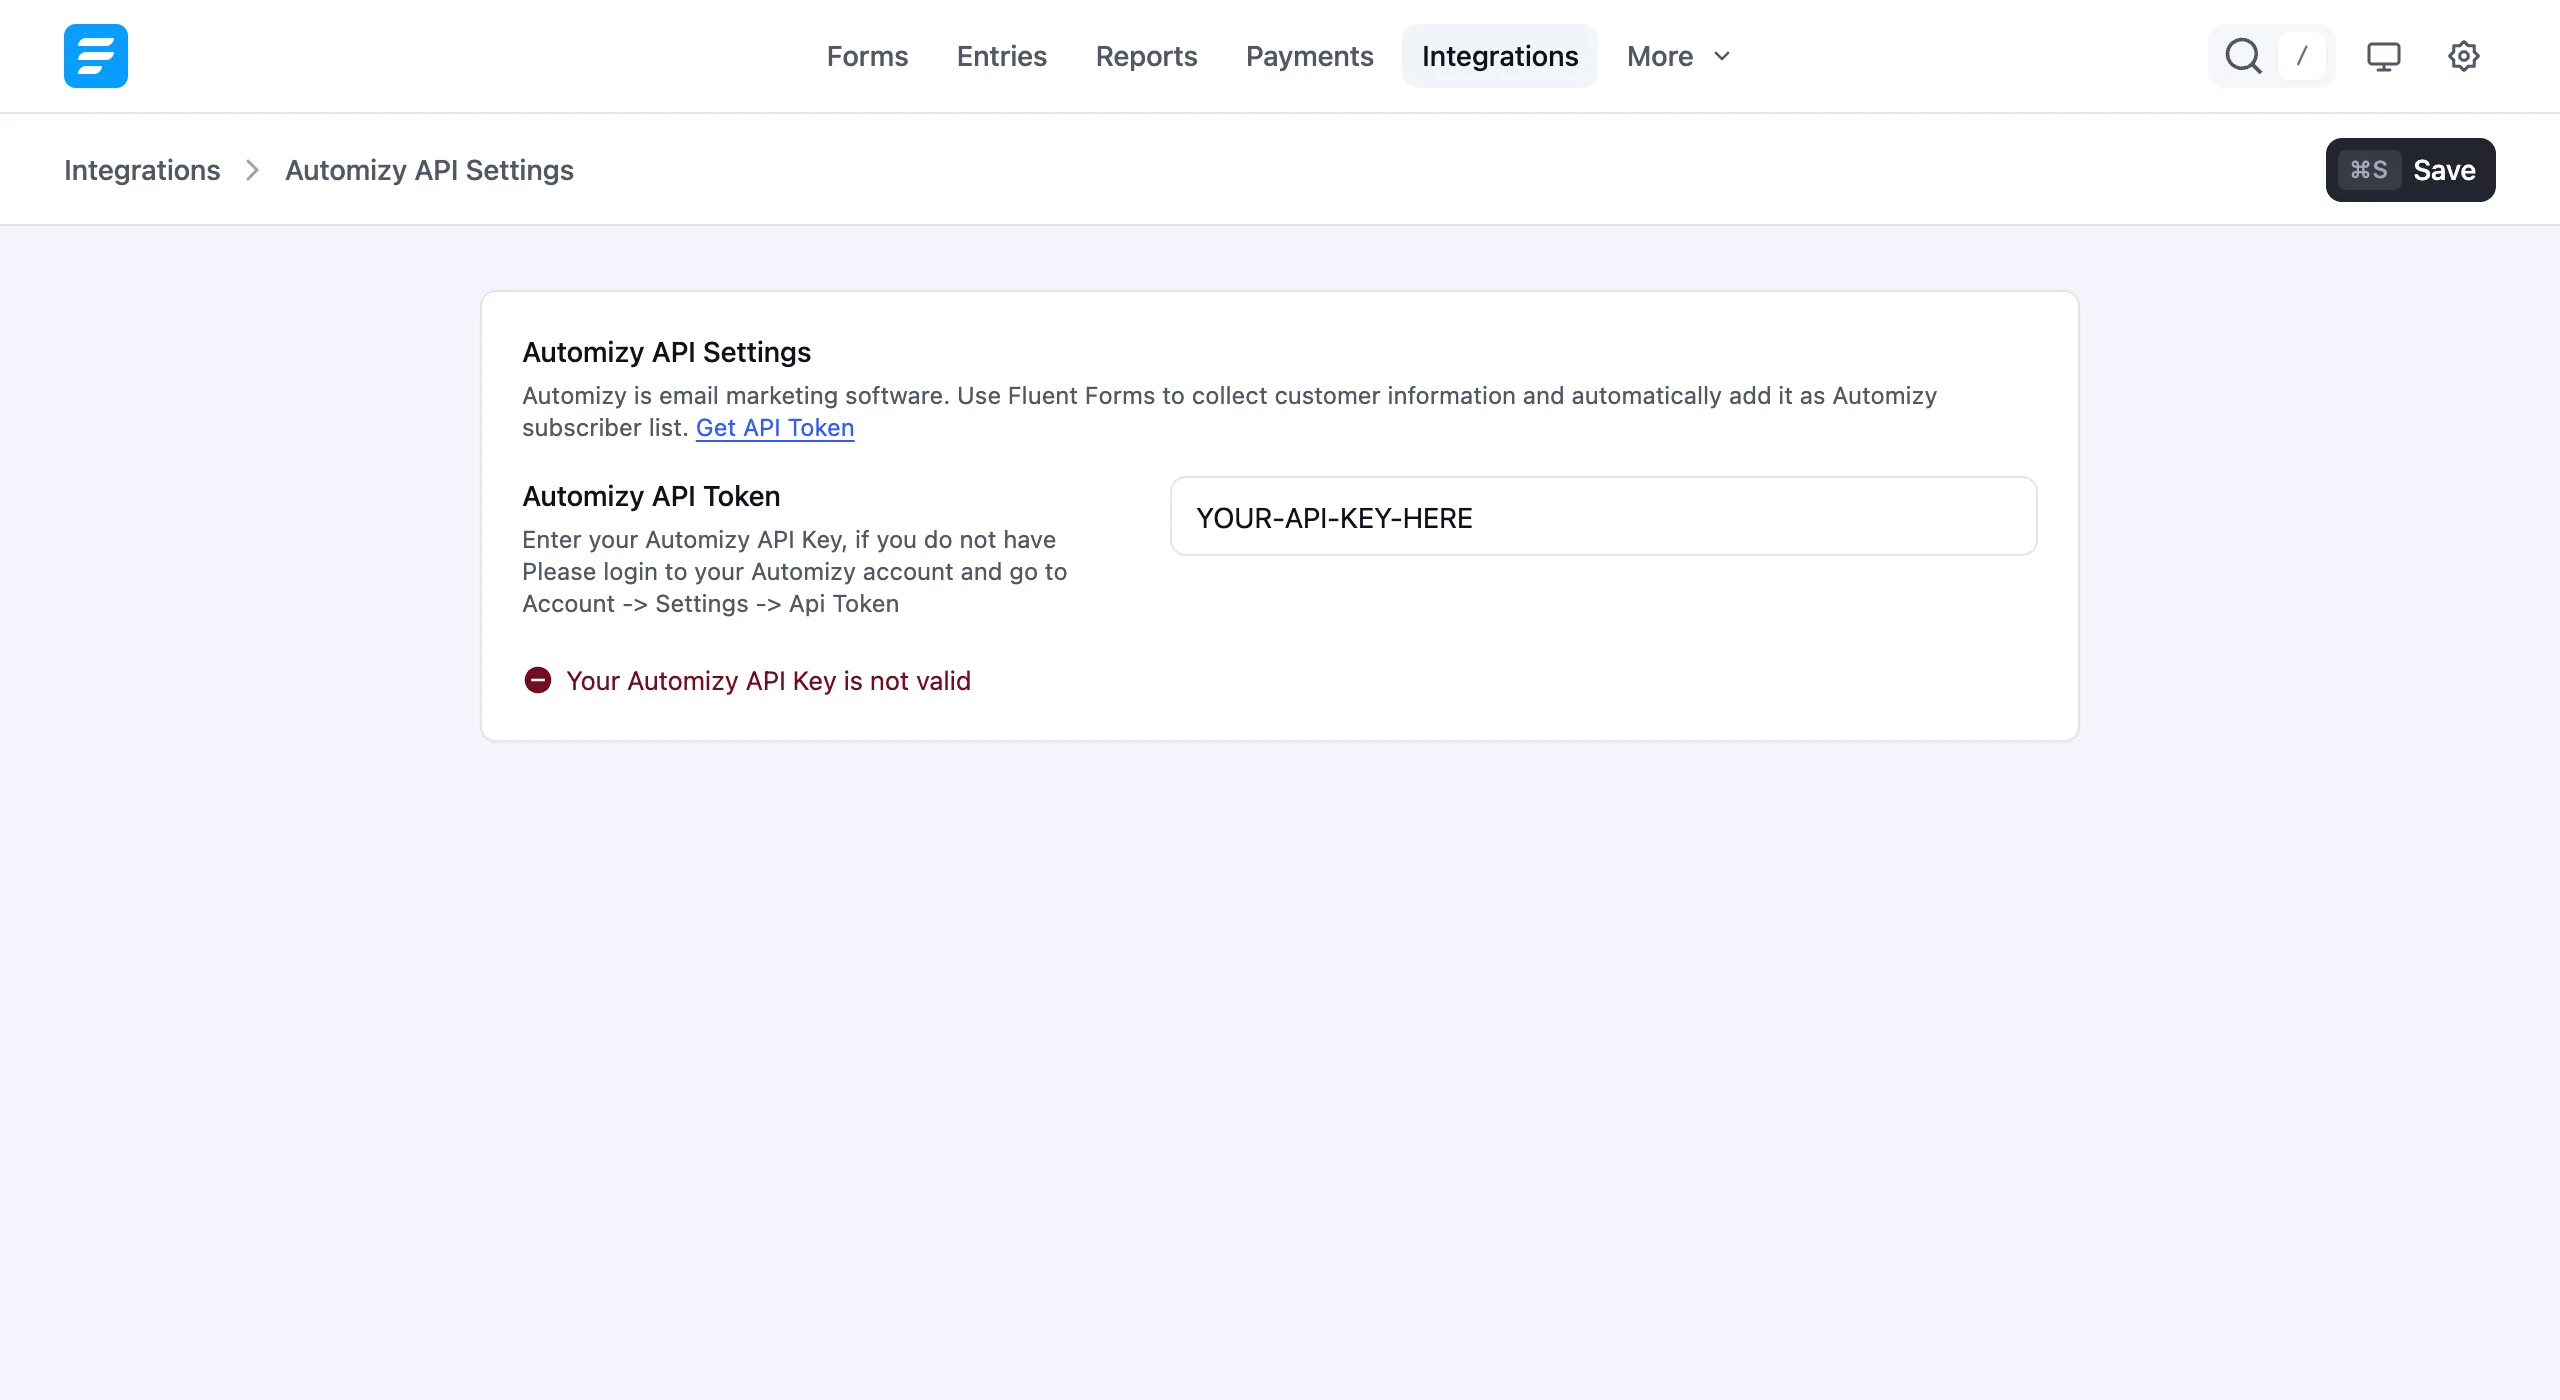 Forms Entries Reports Payments Integrations More /
Integrations > Automizy API Settings ⌘S Save
Automizy API Settings
Automizy is email marketing software. Use Fluent Forms to collect customer information and automatically add it as Automizy
subscriber list. Get API Token
Automizy API Token
YOUR-API-KEY-HERE
Enter your Automizy API Key, if you do not have
Please login to your Automizy account and go to
Account -> Settings -> Api Token
Your Automizy API Key is not valid